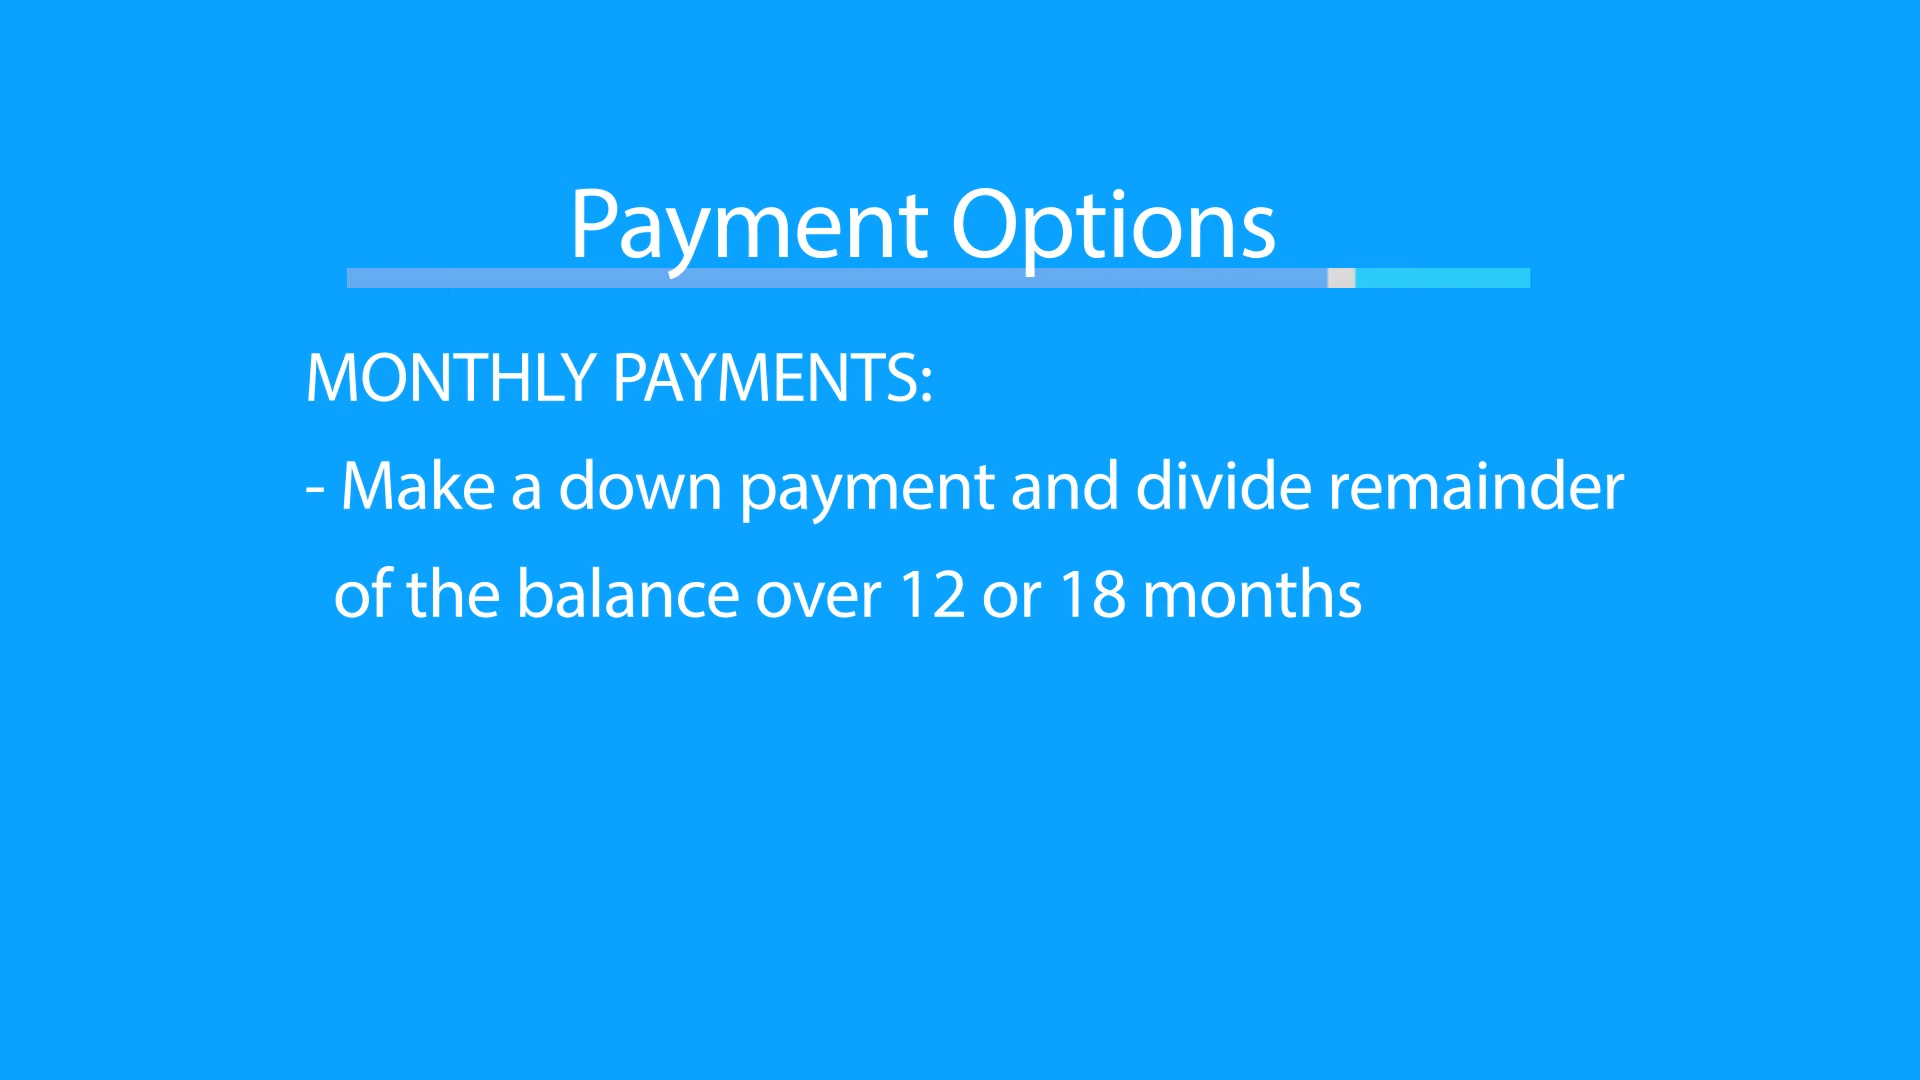 Payment Options
MONTHLY PAYMENTS:
- Make a down payment and divide remainder
of the balance over 12 or 18 months